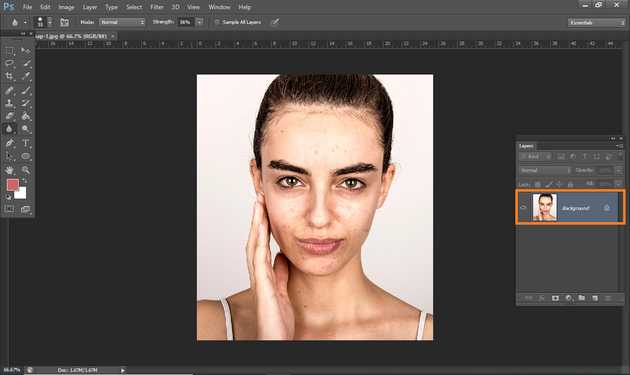 Ps File Edit Image Layer Type Select Filter 3D View Window Help
Mode: Normal Strength: 36% Sample All Layers Essentials
up-1.jpg @ 66.7% (RGB/8#) ×
Layers
Kind
Normal Opacity:
Lock: Fill:
Background
66.67% Doc: 1.67M/1.67M